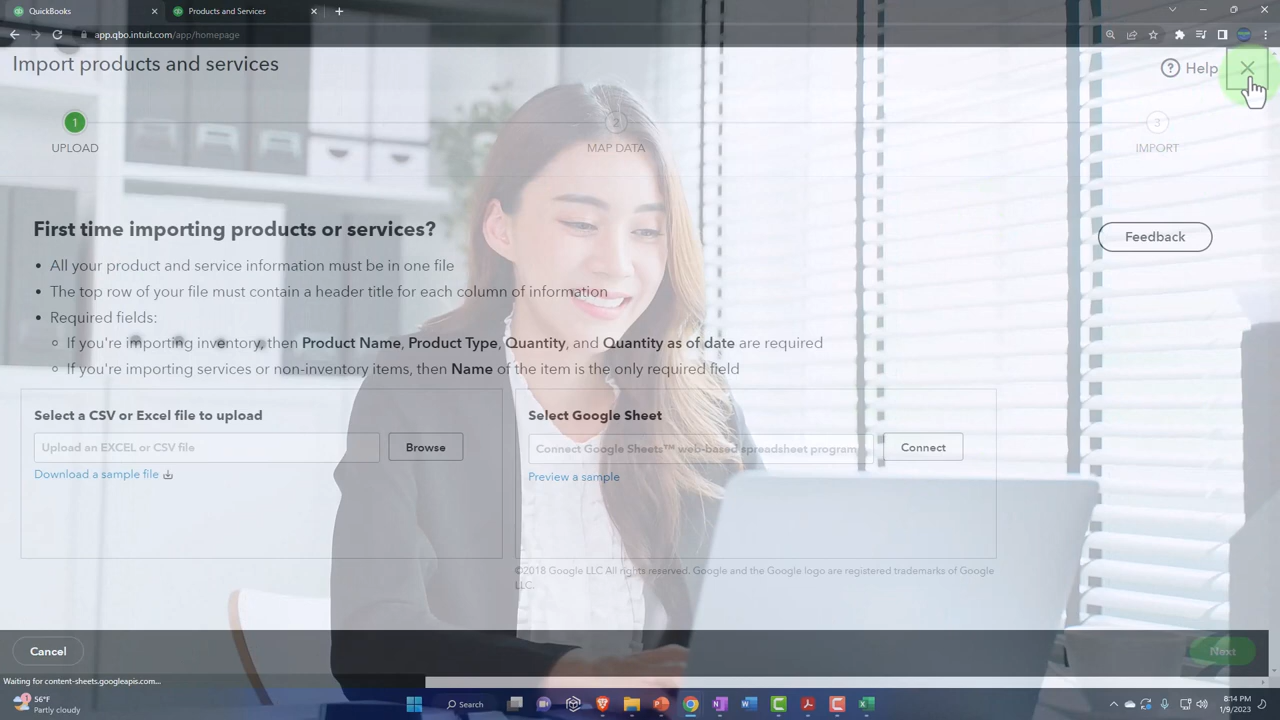 QuickBooks
Products and Services
app.qbo.intuit.com/app/homepage
Import products and services
Help
1
2
3
UPLOAD
MAP DATA
IMPORT
First time importing products or services?
Feedback
• All your product and service information must be in one file
• The top row of your file must contain a header title for each column of information
• Required fields:
If you're importing inventory, then Product Name, Product Type, Quantity, and Quantity as of date are required
If you're importing services or non-inventory items, then Name of the item is the only required field
Select a CSV or Excel file to upload
Upload an EXCEL or CSV file
Browse
Download a sample file
Select Google Sheet
Connect Google Sheets™ web-based spreadsheet program
Connect
Preview a sample
©2018 Google LLC All rights reserved. Google and the Google logo are registered trademarks of Google
LLC.
Cancel
Next
Waiting for content-sheets.googleapis.com...
1
56°F
Partly cloudy
Search
8:14 PM
1/9/2023